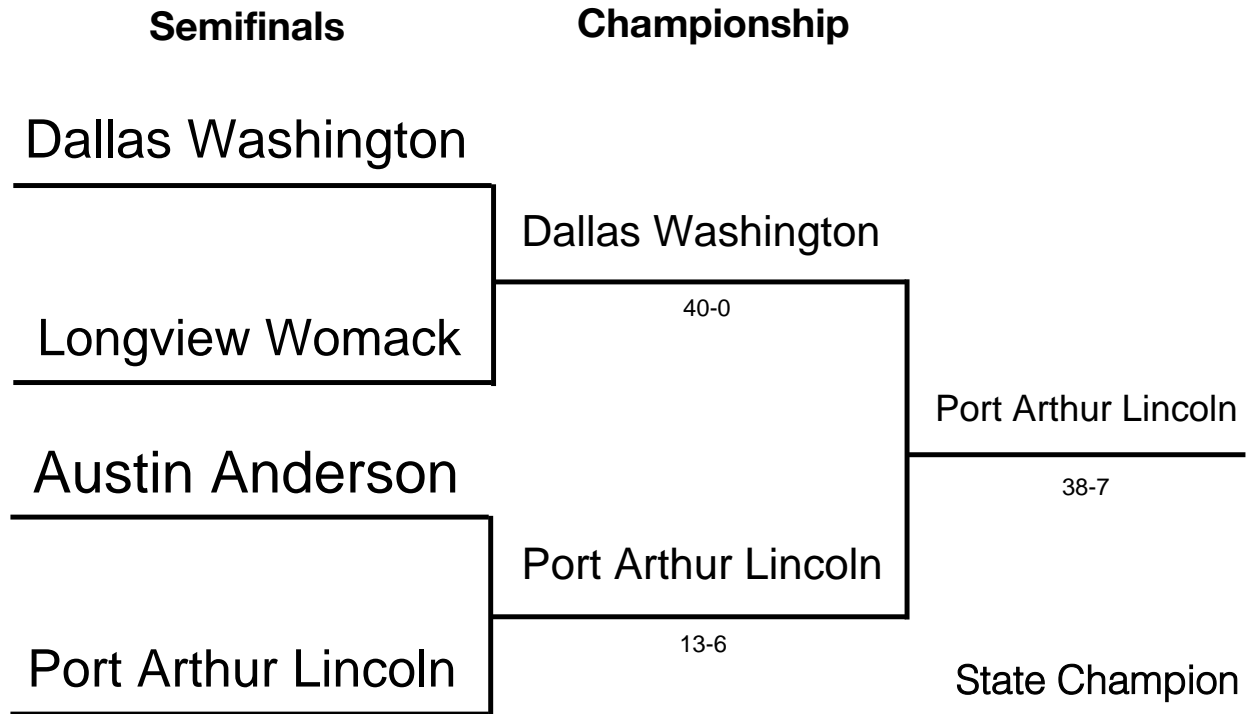 Semifinals
Championship
Dallas Washington
Dallas Washington
40-0
Longview Womack
Port Arthur Lincoln
38-7
Austin Anderson
Port Arthur Lincoln
13-6
Port Arthur Lincoln
State Champion